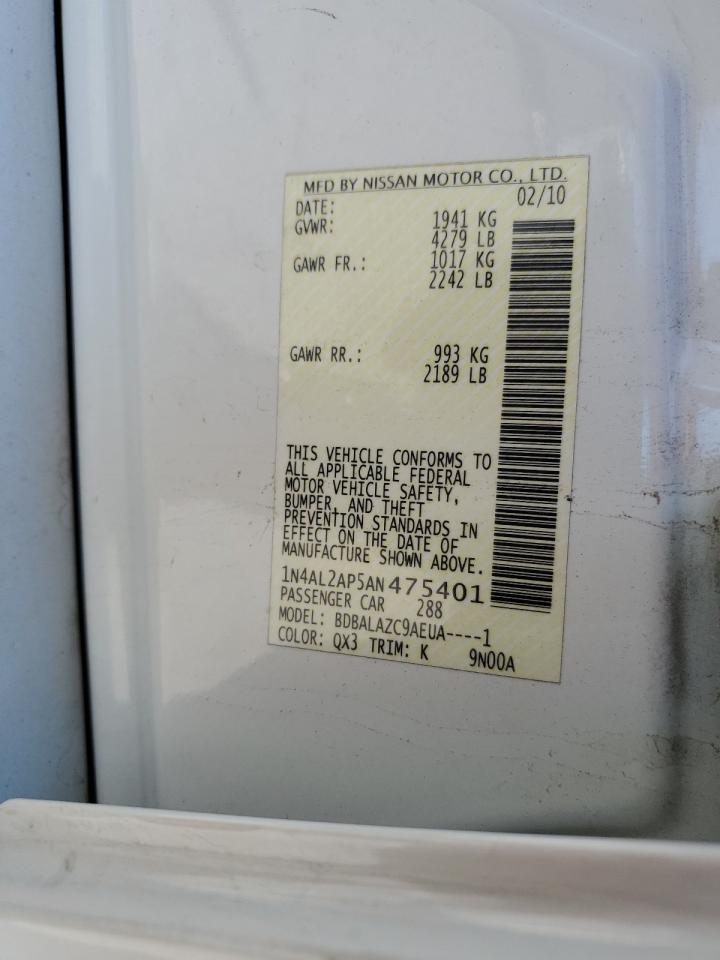 MFD BY NISSAN MOTOR CO., LTD.
DATE: 02/10
GVWR: 1941 KG
4279 LB
GAWR FR.: 1017 KG
2242 LB
GAWR RR.: 993 KG
2189 LB
THIS VEHICLE CONFORMS TO
ALL APPLICABLE FEDERAL
MOTOR VEHICLE SAFETY,
BUMPER, AND THEFT
PREVENTION STANDARDS IN
EFFECT ON THE DATE OF
MANUFACTURE SHOWN ABOVE.
1N4AL2AP5AN475401
PASSENGER CAR 288
MODEL: BDBALAZC9AEUA----1
COLOR: QX3 TRIM: K 9N00A